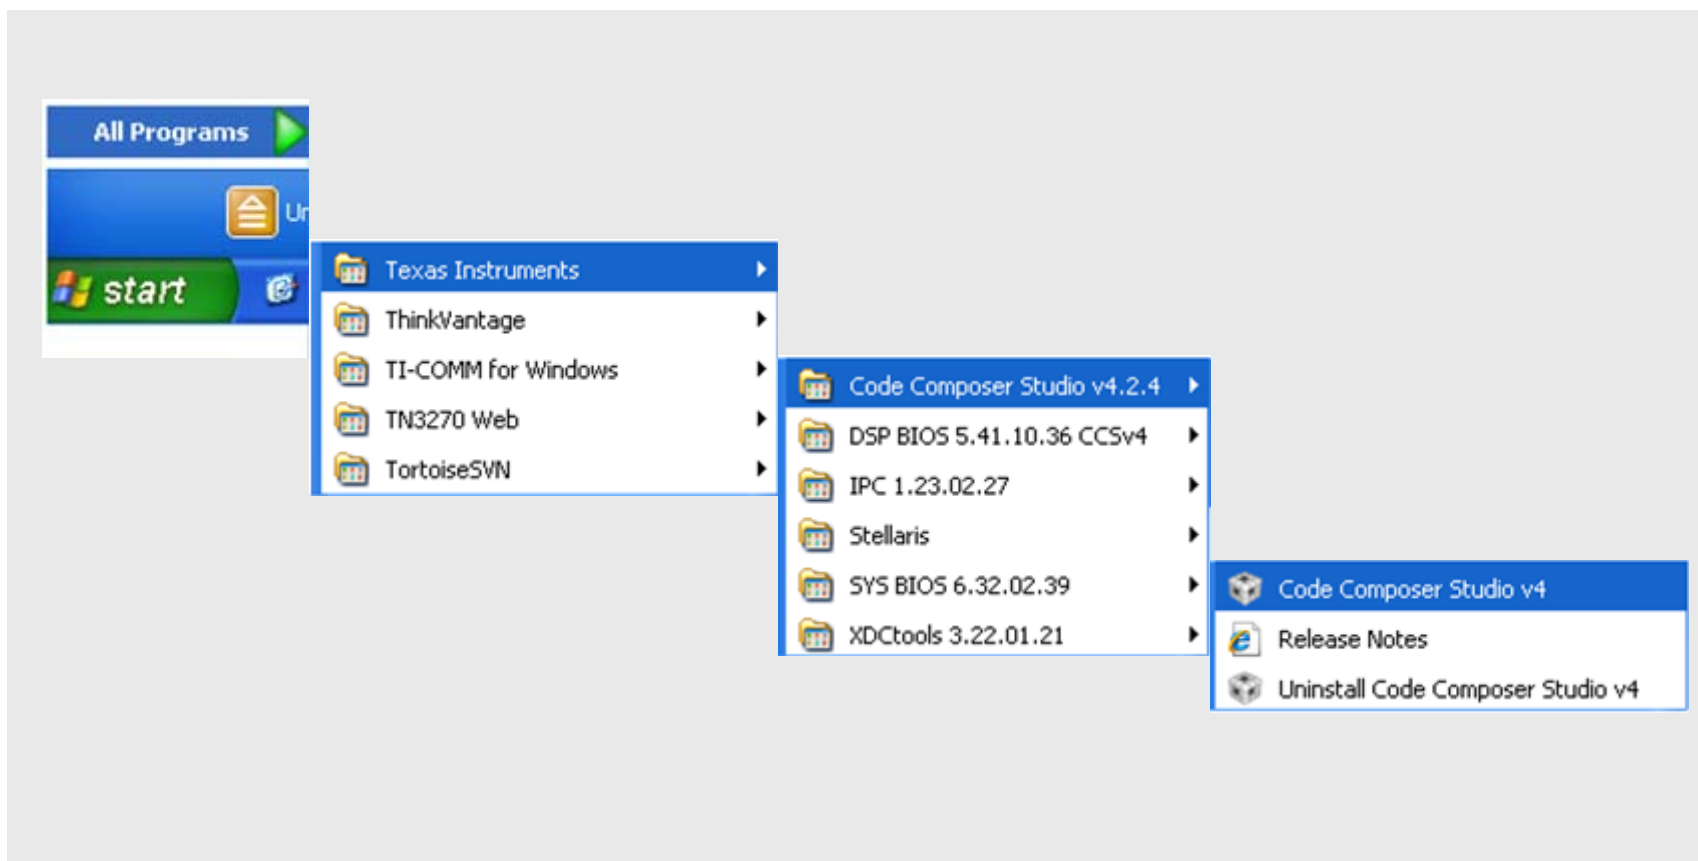 All Programs
Un
start
Texas Instruments
ThinkVantage
TI-COMM for Windows
TN3270 Web
TortoiseSVN
Code Composer Studio v4.2.4
DSP BIOS 5.41.10.36 CCSv4
IPC 1.23.02.27
Stellaris
SYS BIOS 6.32.02.39
XDCtools 3.22.01.21
Code Composer Studio v4
Release Notes
Uninstall Code Composer Studio v4